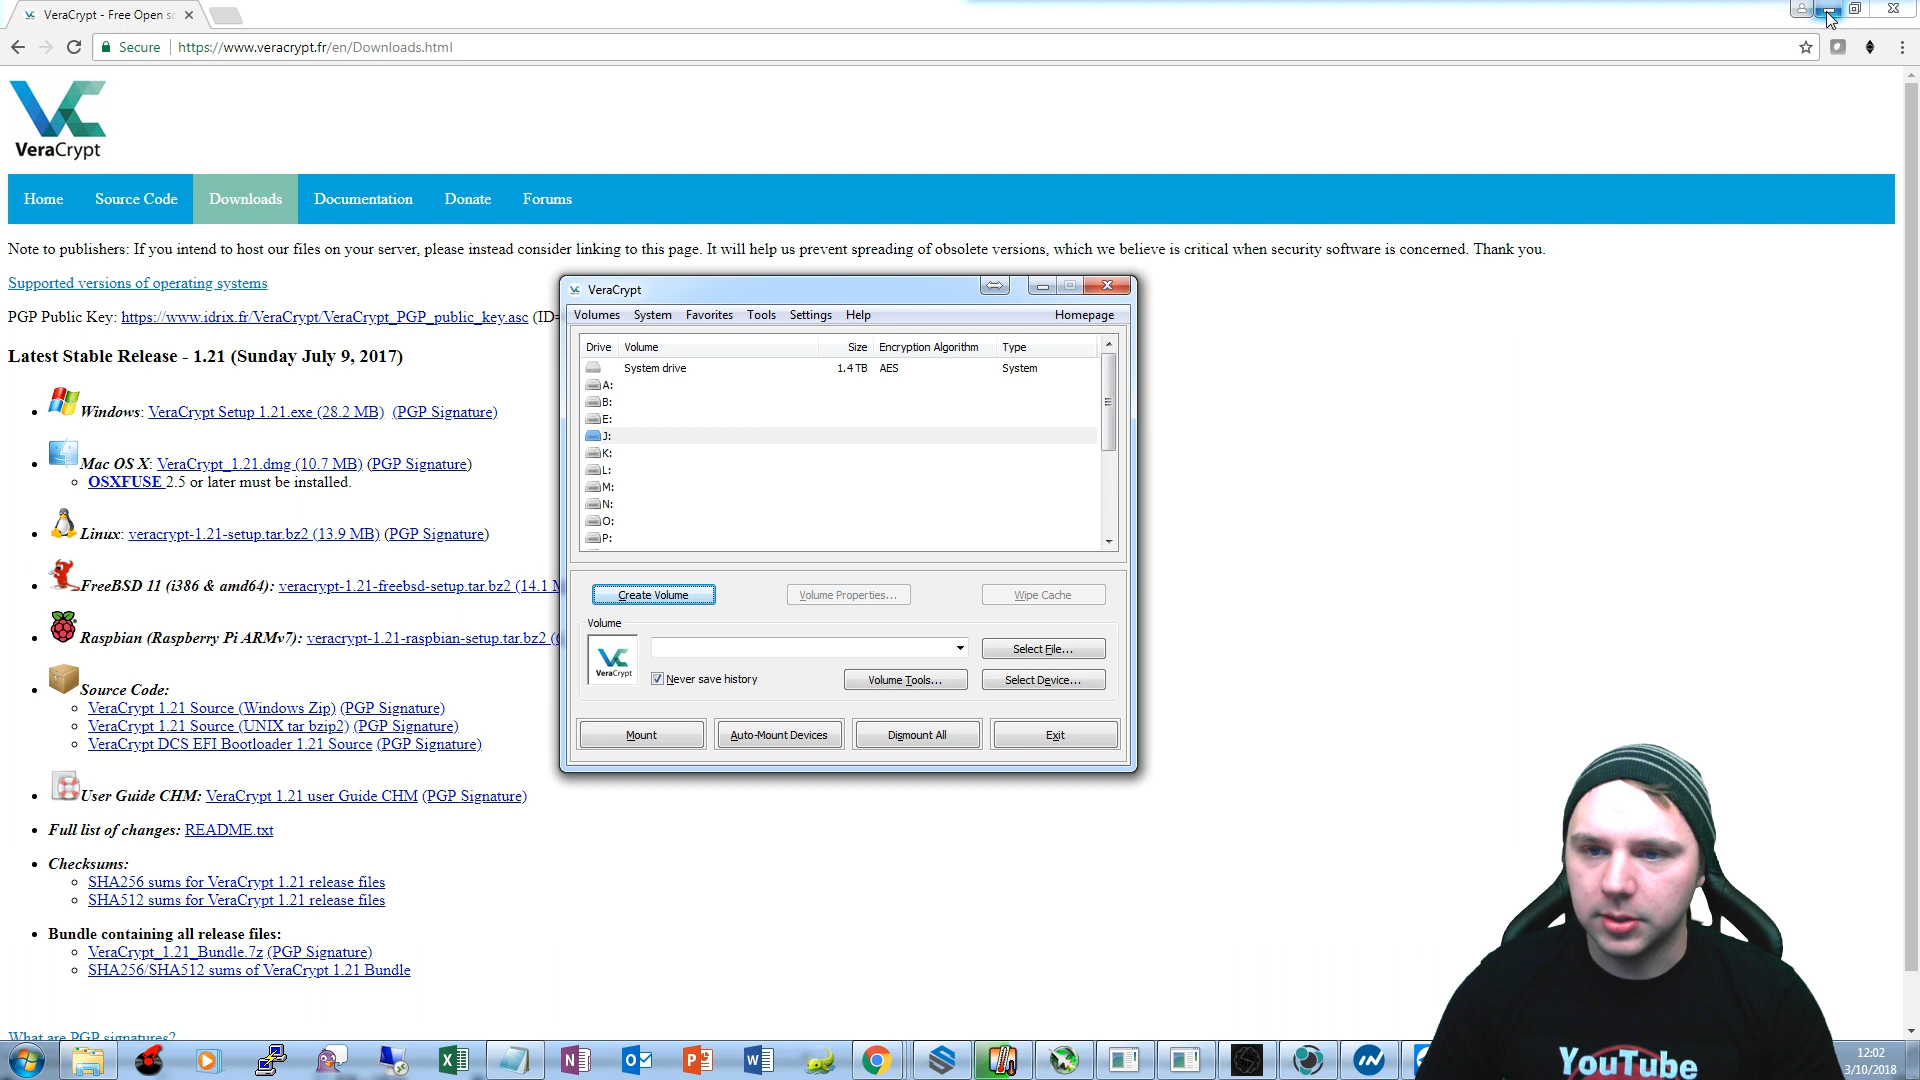 VeraCrypt - Free Open so
Secure
https://www.veracrypt.fr/en/Downloads.html
VeraCrypt
Home
Source Code
Downloads
Documentation
Donate
Forums
Note to publishers: If you intend to host our files on your server, please instead consider linking to this page. It will help us prevent spreading of obsolete versions, which we believe is critical when security software is concerned. Thank you.
Supported versions of operating systems
PGP Public Key: https://www.idrix.fr/VeraCrypt/VeraCrypt_PGP_public_key.asc (ID=
Latest Stable Release - 1.21 (Sunday July 9, 2017)
Windows: VeraCrypt Setup 1.21.exe (28.2 MB) (PGP Signature)
Mac OS X: VeraCrypt_1.21.dmg (10.7 MB) (PGP Signature)
OSXFUSE 2.5 or later must be installed.
Linux: veracrypt-1.21-setup.tar.bz2 (13.9 MB) (PGP Signature)
FreeBSD 11 (i386 & amd64): veracrypt-1.21-freebsd-setup.tar.bz2 (14.1 M
Raspbian (Raspberry Pi ARMv7): veracrypt-1.21-raspbian-setup.tar.bz2 (6
Source Code:
VeraCrypt 1.21 Source (Windows Zip) (PGP Signature)
VeraCrypt 1.21 Source (UNIX tar bzip2) (PGP Signature)
VeraCrypt DCS EFI Bootloader 1.21 Source (PGP Signature)
User Guide CHM: VeraCrypt 1.21 user Guide CHM (PGP Signature)
Full list of changes: README.txt
Checksums:
SHA256 sums for VeraCrypt 1.21 release files
SHA512 sums for VeraCrypt 1.21 release files
Bundle containing all release files:
VeraCrypt_1.21_Bundle.7z (PGP Signature)
SHA256/SHA512 sums of VeraCrypt 1.21 Bundle
What are PGP signatures?
VeraCrypt
Volumes System Favorites Tools Settings Help Homepage
Drive Volume Size Encryption Algorithm Type
System drive 1.4 TB AES System
A:
B:
E:
J:
K:
L:
M:
N:
O:
P:
Create Volume
Volume Properties...
Wipe Cache
Volume
VeraCrypt
Select File...
Never save history
Volume Tools...
Select Device...
Mount
Auto-Mount Devices
Dismount All
Exit
YouTube
12:02
3/10/2018